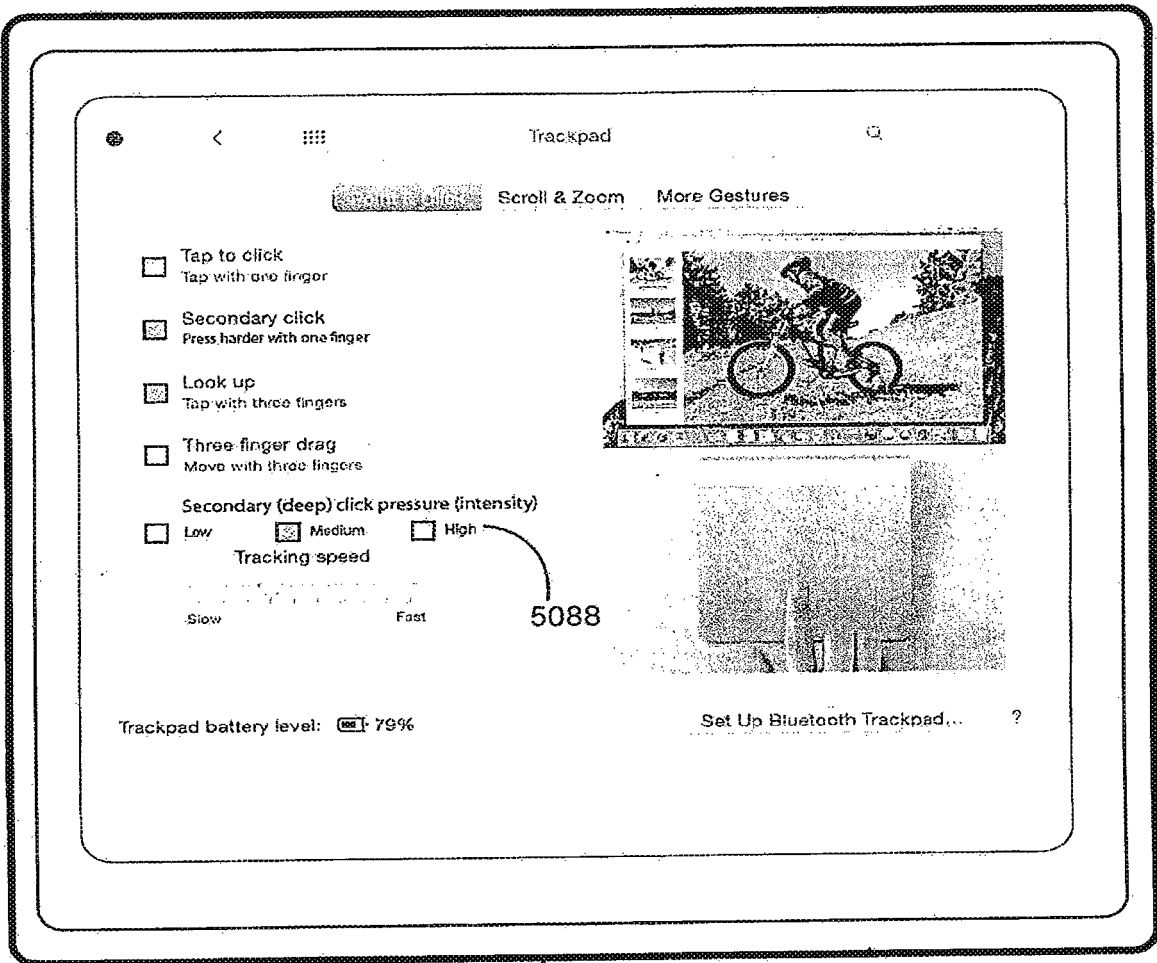 Trackpad
Scroll & Zoom More Gestures
Tap to click
Tap with one finger
Secondary click
Press harder with one finger
Look up
Tap with three fingers
Three finger drag
Move with three fingers
Secondary (deep) click pressure (intensity)
Low Medium High
Tracking speed
Slow Fast
5088
Trackpad battery level: 79%
Set Up Bluetooth Trackpad... ?